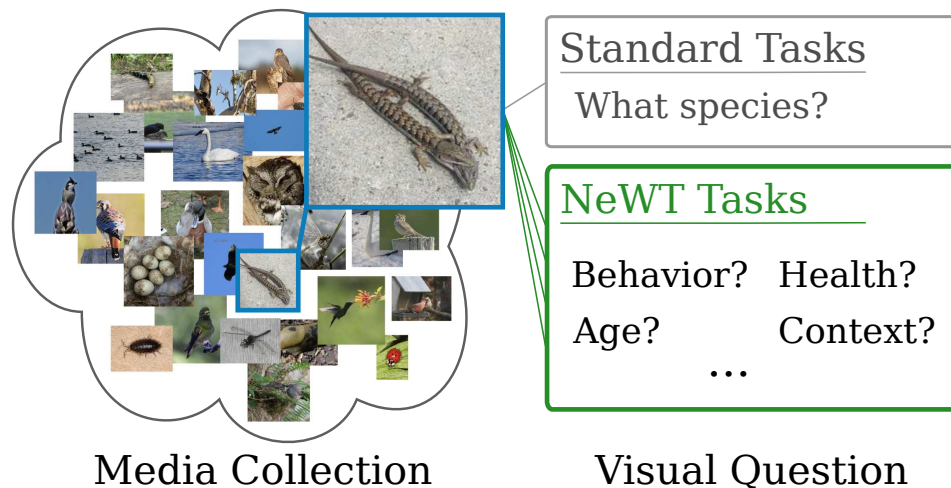 Standard Tasks
What species?
NeWT Tasks
Behavior? Health?
Age? Context?
...
Media Collection
Visual Question